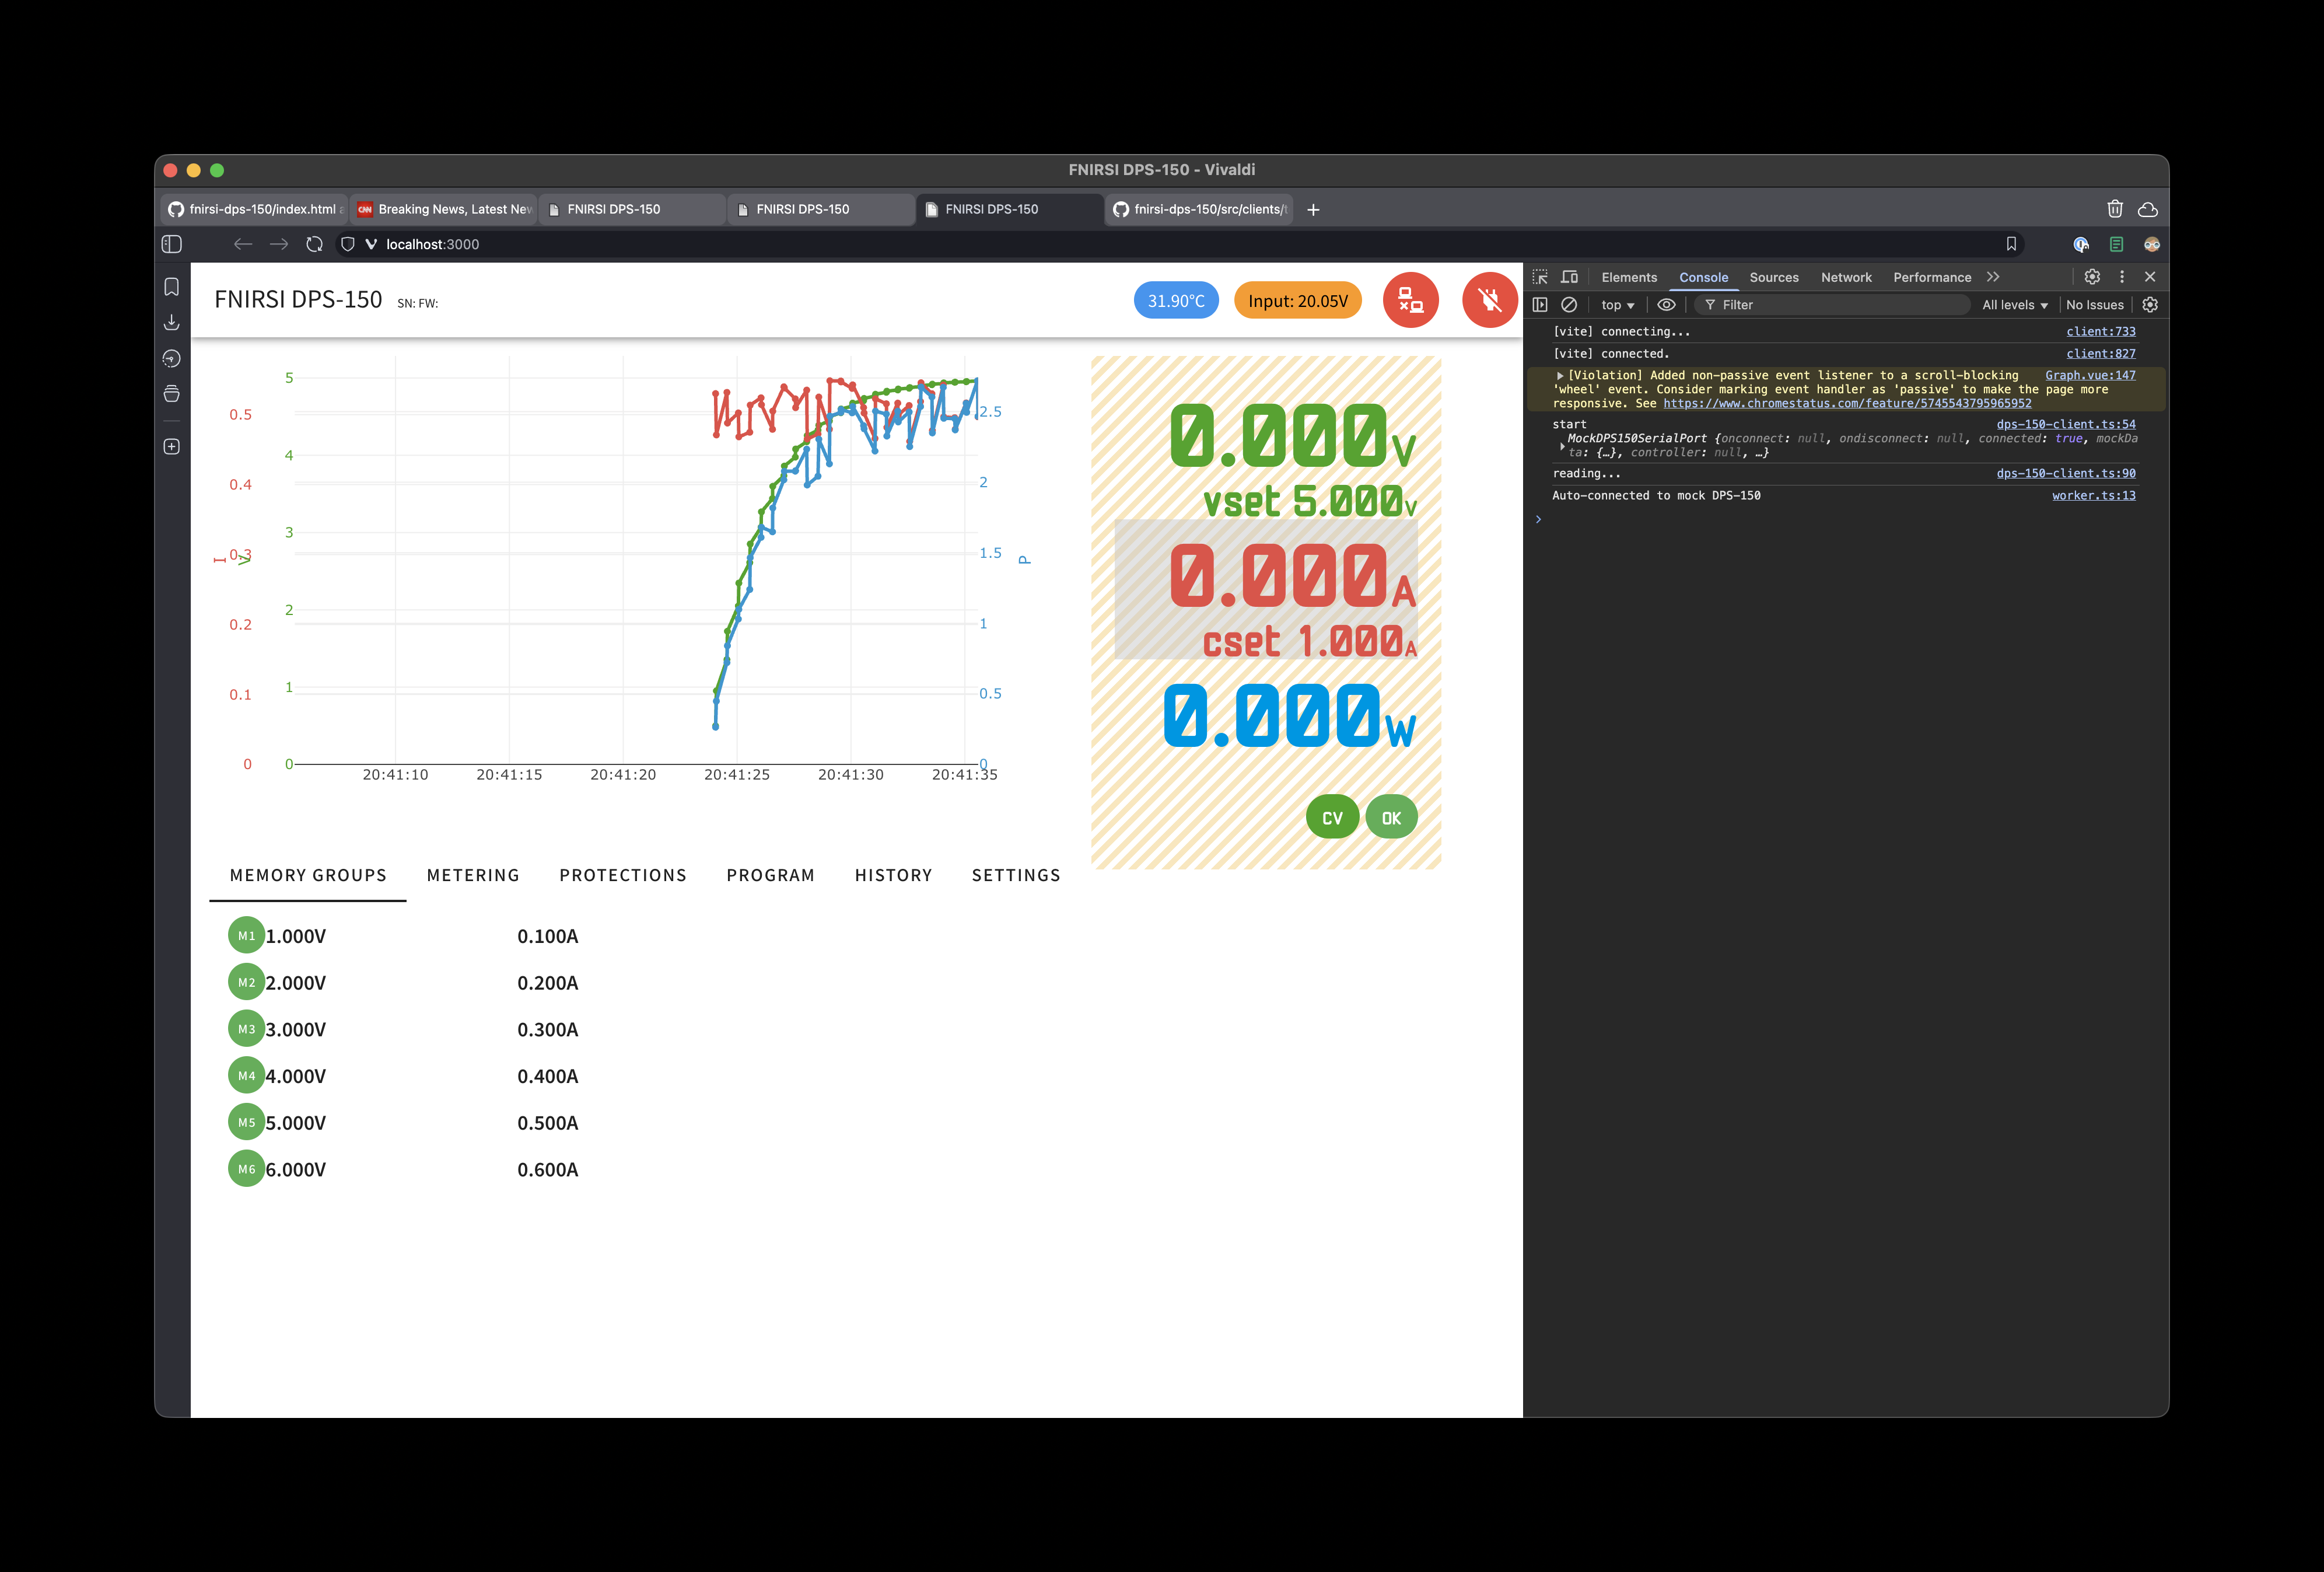 FNIRSI DPS-150 - Vivaldi
fnirsi-dps-150/index.html a
CNN Breaking News, Latest New
FNIRSI DPS-150
FNIRSI DPS-150
FNIRSI DPS-150
fnirsi-dps-150/src/clients/t
localhost:3000
FNIRSI DPS-150 SN: FW:
31.90°C
Input: 20.05V
5
4
3
2
1
0
0.5
0.4
0.3
0.2
0.1
0
I
V
2.5
2
1.5
1
0.5
0
P
20:41:10 20:41:15 20:41:20 20:41:25 20:41:30 20:41:35
0.000V
vset 5.000V
0.000A
cset 1.000A
0.000W
CV OK
MEMORY GROUPS METERING PROTECTIONS PROGRAM HISTORY SETTINGS
M1 1.000V 0.100A
M2 2.000V 0.200A
M3 3.000V 0.300A
M4 4.000V 0.400A
M5 5.000V 0.500A
M6 6.000V 0.600A
Elements Console Sources Network Performance
top Filter All levels No Issues
[vite] connecting... client:733
[vite] connected. client:827
[Violation] Added non-passive event listener to a scroll-blocking Graph.vue:147
'wheel' event. Consider marking event handler as 'passive' to make the page more
responsive. See https://www.chromestatus.com/feature/5745543795965952
start dps-150-client.ts:54
MockDPS150SerialPort {onconnect: null, ondisconnect: null, connected: true, mockDa
ta: {…}, controller: null, …}
reading... dps-150-client.ts:90
Auto-connected to mock DPS-150 worker.ts:13